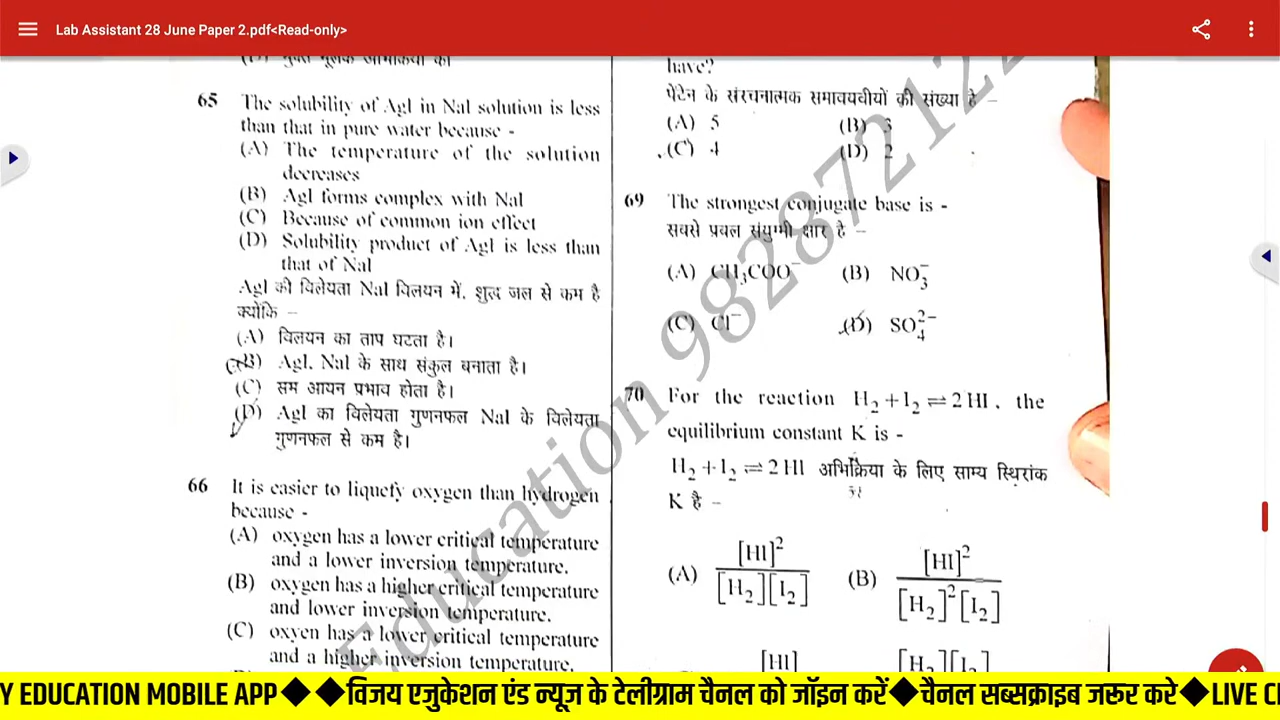 Lab Assistant 28 June Paper 2.pdf<Read-only>
65 The solubility of AgI in NaI solution is less
than that in pure water because -
(A) The temperature of the solution
decreases
(B) AgI forms complex with NaI
(C) Because of common ion effect
(D) Solubility product of AgI is less than
that of NaI
AgI की विलेयता NaI विलयन में, शुद्ध जल से कम है
क्योंकि –
(A) विलयन का ताप घटता है।
(B) AgI, NaI के साथ संकुल बनाता है।
(C) सम आयन प्रभाव होता है।
(D) AgI का विलेयता गुणनफल NaI के विलेयता
गुणनफल से कम है।
66 It is easier to liquefy oxygen than hydrogen
because -
(A) oxygen has a lower critical temperature
and a lower inversion temperature.
(B) oxygen has a higher critical temperature
and lower inversion temperature.
(C) oxyen has a lower critical temperature
and a higher inversion temperature.
have?
पेंटेन के संरचनात्मक समावयवीयों की संख्या है –
(A) 5 (B) 3
(C) 4 (D) 2
69 The strongest conjugate base is -
सबसे प्रबल संयुग्मी क्षार है –
(A) CH₃COO⁻ (B) NO₃⁻
(C) Cl⁻ (D) SO₄²⁻
70 For the reaction H₂+I₂⇌2HI, the
equilibrium constant K is -
H₂+I₂⇌2HI अभिक्रिया के लिए साम्य स्थिरांक
K है –
(A) [HI]² / [H₂][I₂] (B) [HI]² / [H₂]²[I₂]
[HI] [H₂][I₂]
Education 982872122
Y EDUCATION MOBILE APP◆◆विजय एजुकेशन एंड न्यूज के टेलीग्राम चैनल को जॉइन करें◆चैनल सब्सक्राइब जरूर करे◆LIVE C